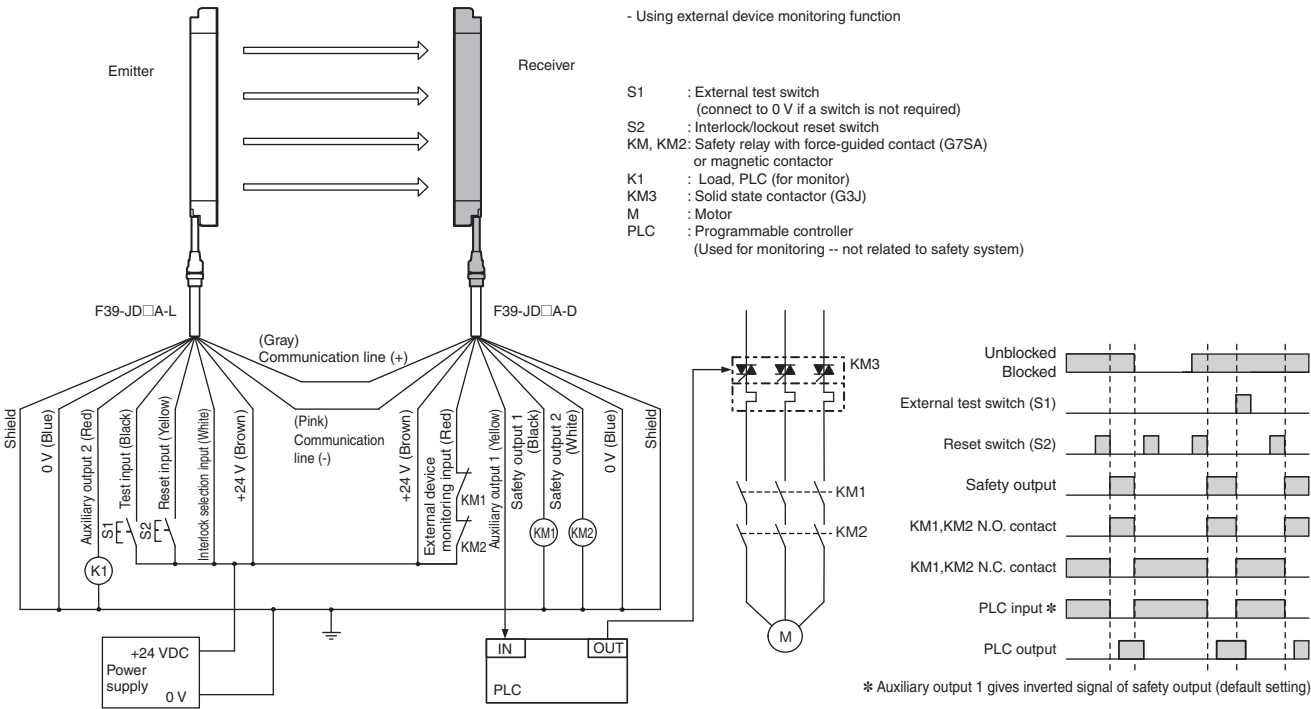 - Using external device monitoring function
Emitter
Receiver
S1 : External test switch
(connect to 0 V if a switch is not required)
S2 : Interlock/lockout reset switch
KM, KM2: Safety relay with force-guided contact (G7SA)
or magnetic contactor
K1 : Load, PLC (for monitor)
KM3 : Solid state contactor (G3J)
M : Motor
PLC : Programmable controller
(Used for monitoring -- not related to safety system)
F39-JD□A-L
F39-JD□A-D
(Gray)
Communication line (+)
(Pink)
Communication
line (-)
Shield
0 V (Blue)
Auxiliary output 2 (Red)
Test input (Black)
Reset input (Yellow)
Interlock selection input (White)
+24 V (Brown)
S1
S2
K1
+24 V (Brown)
External device
monitoring input (Red)
KM1
KM2
Auxiliary output 1 (Yellow)
Safety output 1
(Black)
Safety output 2
(White)
0 V (Blue)
Shield
KM1
KM2
+24 VDC
Power
supply
0 V
IN
OUT
PLC
KM3
KM1
KM2
M
Unblocked
Blocked
External test switch (S1)
Reset switch (S2)
Safety output
KM1,KM2 N.O. contact
KM1,KM2 N.C. contact
PLC input ✻
PLC output
✻ Auxiliary output 1 gives inverted signal of safety output (default setting)